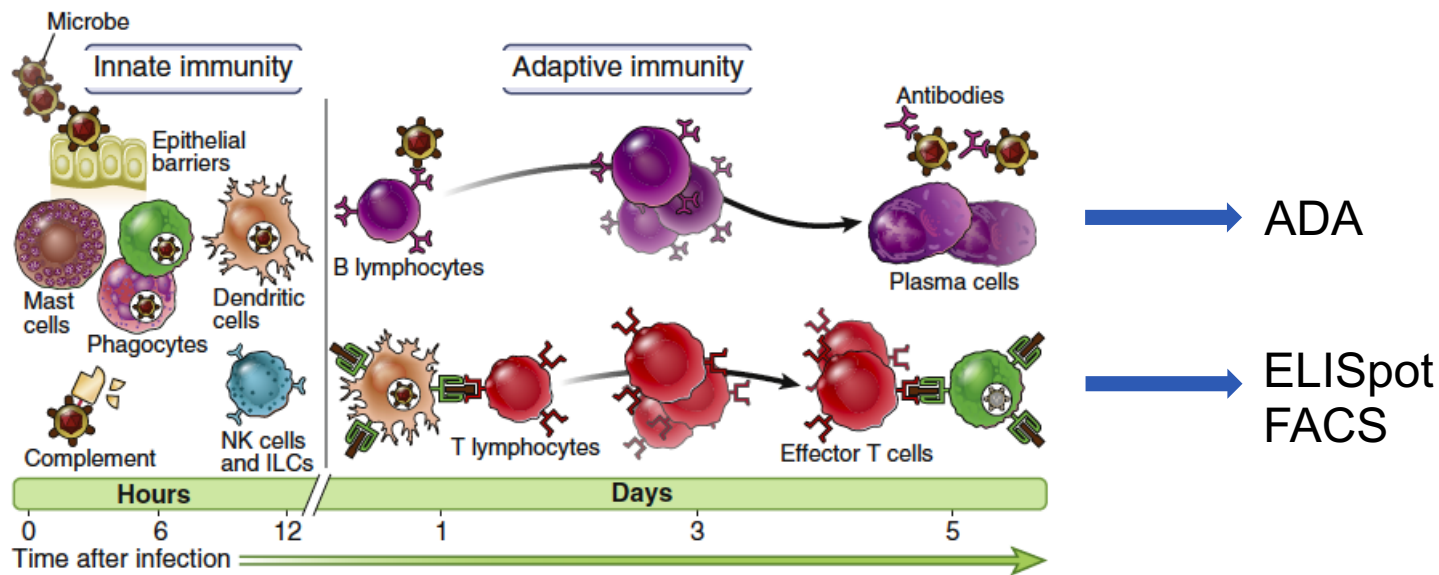 Microbe
Innate immunity
Adaptive immunity
Epithelial
barriers
Antibodies
Mast
cells
Phagocytes
Dendritic
cells
B lymphocytes
Plasma cells
ADA
Complement
NK cells
and ILCs
T lymphocytes
Effector T cells
ELISpot
FACS
Hours
Days
0
6
12
1
3
5
Time after infection